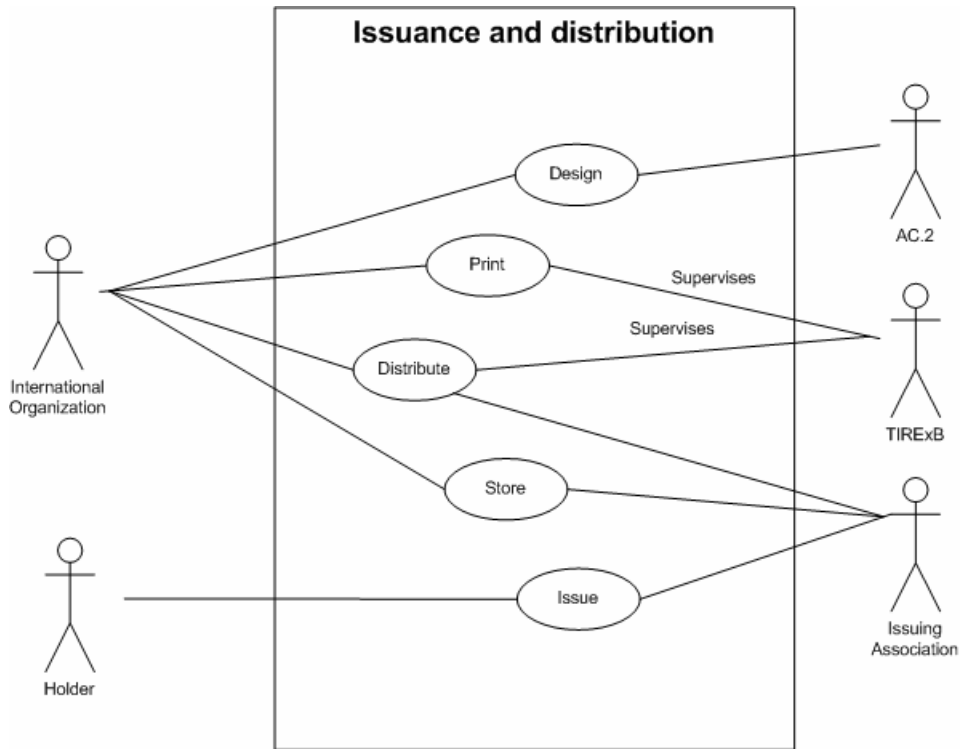 Issuance and distribution
Design
AC.2
Print
Supervises
Supervises
Distribute
International
Organization
TIRExB
Store
Issue
Issuing
Association
Holder